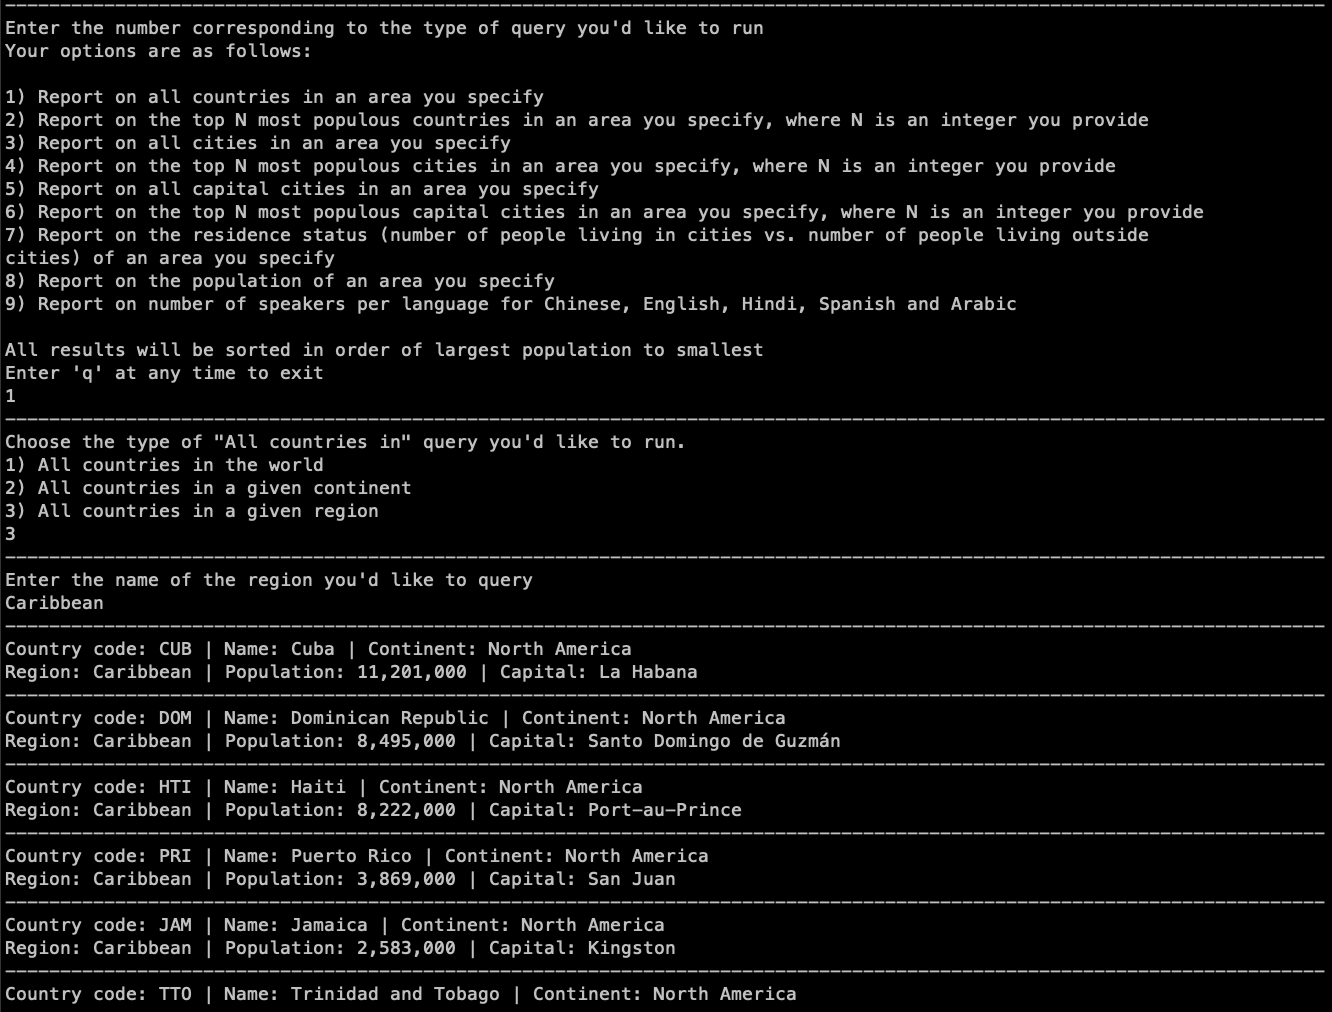 Enter the number corresponding to the type of query you'd like to run
Your options are as follows:
1) Report on all countries in an area you specify
2) Report on the top N most populous countries in an area you specify, where N is an integer you provide
3) Report on all cities in an area you specify
4) Report on the top N most populous cities in an area you specify, where N is an integer you provide
5) Report on all capital cities in an area you specify
6) Report on the top N most populous capital cities in an area you specify, where N is an integer you provide
7) Report on the residence status (number of people living in cities vs. number of people living outside
cities) of an area you specify
8) Report on the population of an area you specify
9) Report on number of speakers per language for Chinese, English, Hindi, Spanish and Arabic
All results will be sorted in order of largest population to smallest
Enter 'q' at any time to exit
1
Choose the type of "All countries in" query you'd like to run.
1) All countries in the world
2) All countries in a given continent
3) All countries in a given region
3
Enter the name of the region you'd like to query
Caribbean
Country code: CUB | Name: Cuba | Continent: North America
Region: Caribbean | Population: 11,201,000 | Capital: La Habana
Country code: DOM | Name: Dominican Republic | Continent: North America
Region: Caribbean | Population: 8,495,000 | Capital: Santo Domingo de Guzmán
Country code: HTI | Name: Haiti | Continent: North America
Region: Caribbean | Population: 8,222,000 | Capital: Port-au-Prince
Country code: PRI | Name: Puerto Rico | Continent: North America
Region: Caribbean | Population: 3,869,000 | Capital: San Juan
Country code: JAM | Name: Jamaica | Continent: North America
Region: Caribbean | Population: 2,583,000 | Capital: Kingston
Country code: TTO | Name: Trinidad and Tobago | Continent: North America